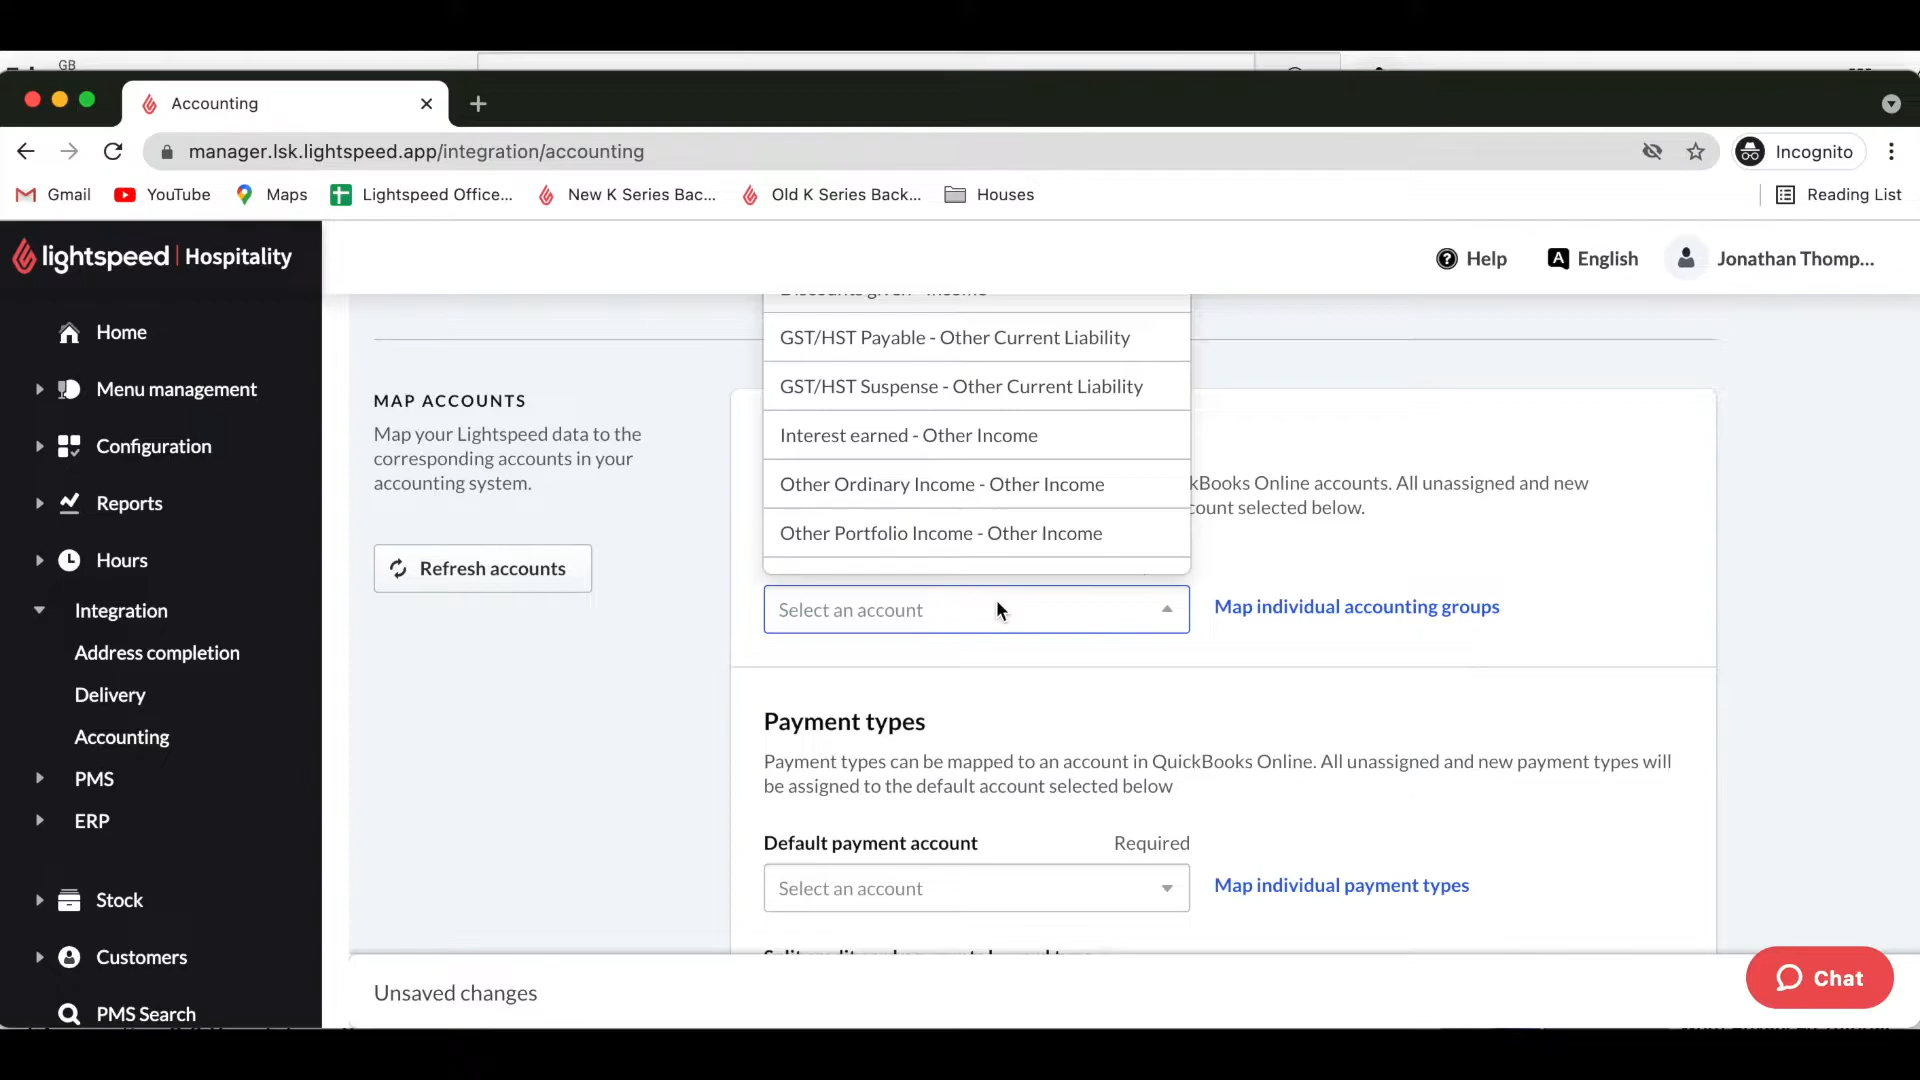 GB
Accounting
manager.lsk.lightspeed.app/integration/accounting
Incognito
Gmail
YouTube
Maps
Lightspeed Office...
New K Series Bac...
Old K Series Back...
Houses
Reading List
lightspeed | Hospitality
Help
A English
Jonathan Thomp...
Home
Menu management
Configuration
Reports
Hours
Integration
Address completion
Delivery
Accounting
PMS
ERP
Stock
Customers
PMS Search
MAP ACCOUNTS
Map your Lightspeed data to the
corresponding accounts in your
accounting system.
Refresh accounts
Discounts given - Income
GST/HST Payable - Other Current Liability
GST/HST Suspense - Other Current Liability
Interest earned - Other Income
Other Ordinary Income - Other Income
Other Portfolio Income - Other Income
kBooks Online accounts. All unassigned and new
count selected below.
Select an account
Map individual accounting groups
Payment types
Payment types can be mapped to an account in QuickBooks Online. All unassigned and new payment types will
be assigned to the default account selected below
Default payment account
Required
Select an account
Map individual payment types
Unsaved changes
Chat